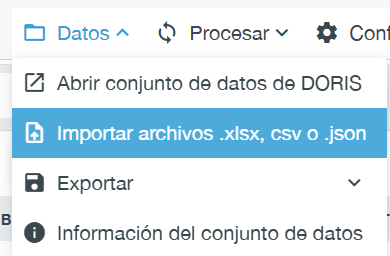 Datos Procesar Conf
Abrir conjunto de datos de DORIS
Importar archivos .xlsx, csv o .json
Exportar
B
Información del conjunto de datos